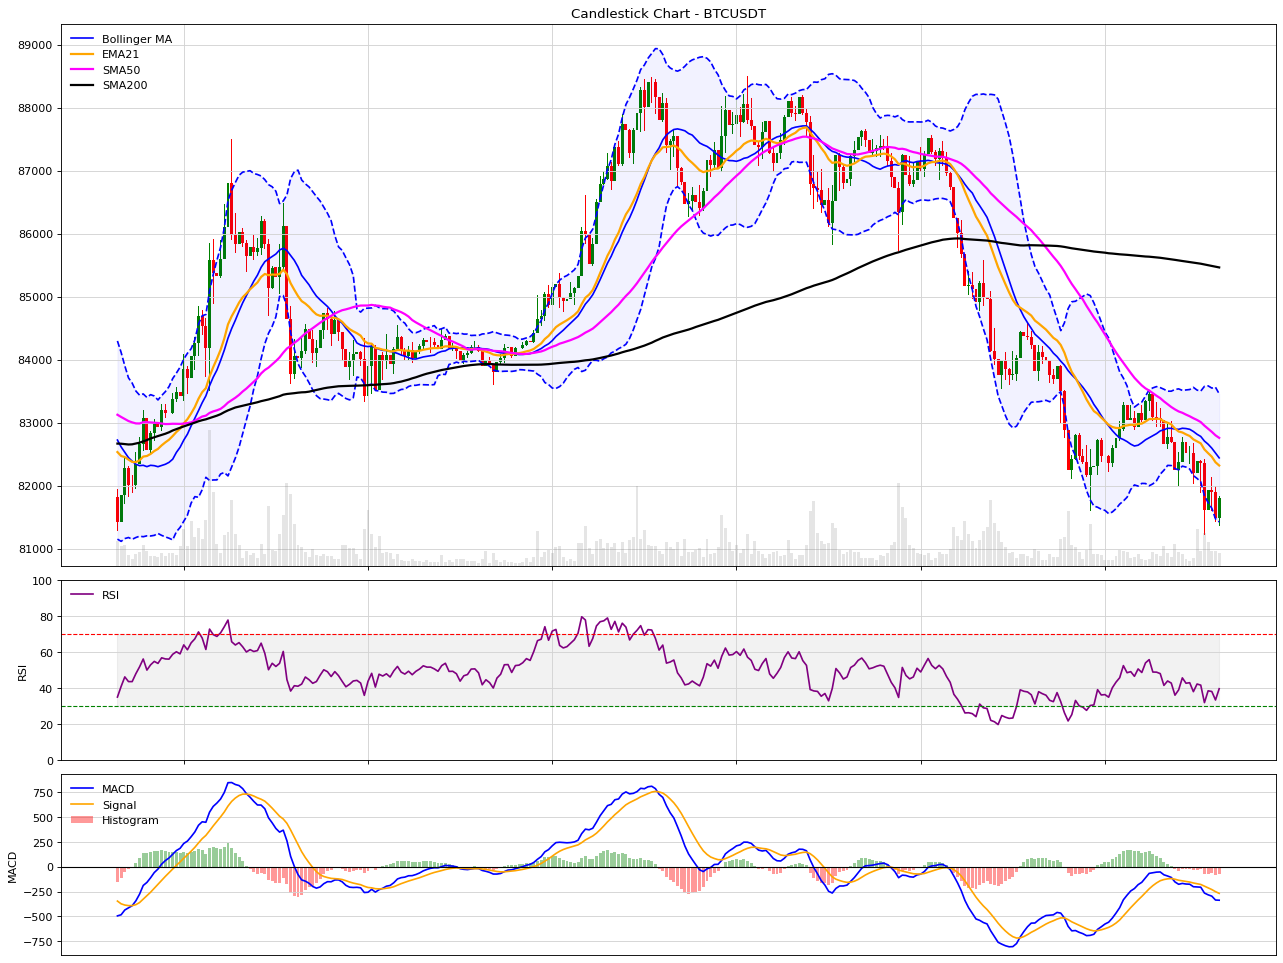 Candlestick Chart - BTCUSDT
Bollinger MA
EMA21
SMA50
SMA200
89000
88000
87000
86000
85000
84000
83000
82000
81000
RSI
RSI
100
80
60
40
20
0
MACD
Signal
Histogram
MACD
750
500
250
0
−250
−500
−750